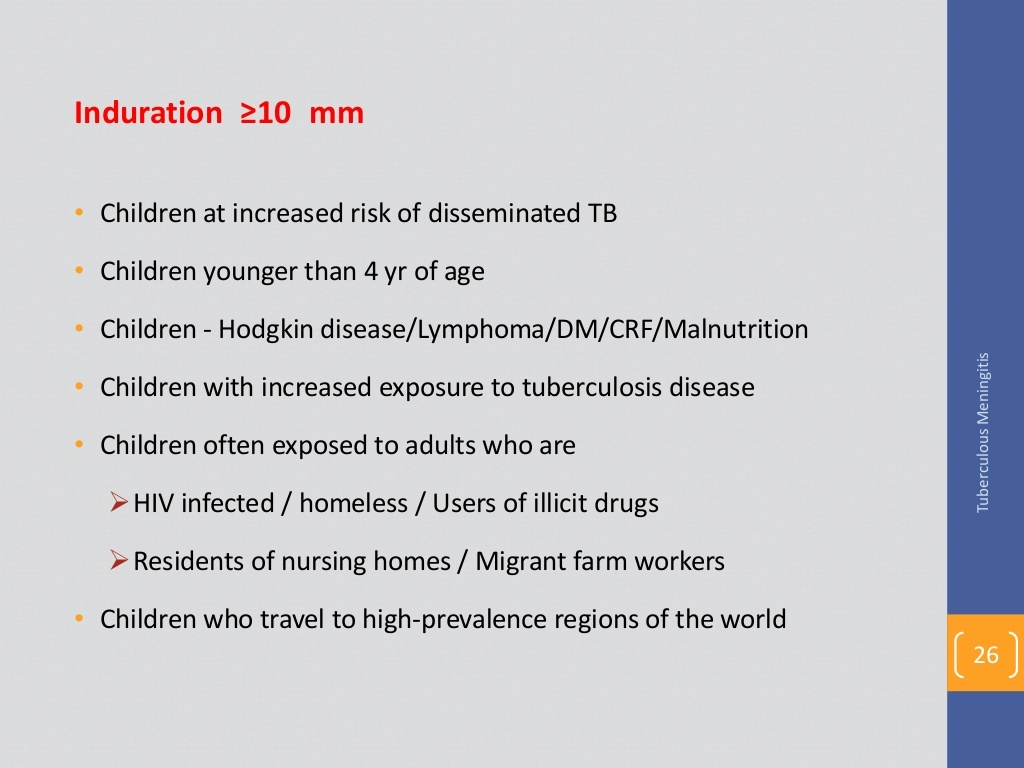 Induration ≥10 mm
• Children at increased risk of disseminated TB
• Children younger than 4 yr of age
• Children - Hodgkin disease/Lymphoma/DM/CRF/Malnutrition
• Children with increased exposure to tuberculosis disease
• Children often exposed to adults who are
➢HIV infected / homeless / Users of illicit drugs
➢Residents of nursing homes / Migrant farm workers
• Children who travel to high-prevalence regions of the world
Tuberculous Meningitis
26